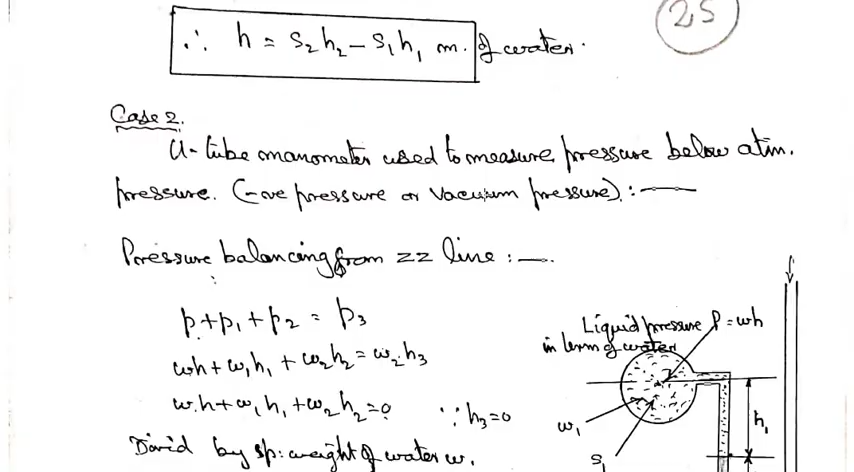 25
∴ h = S₂h₂ - S₁h₁ m. of water.
Case 2.
U-tube manometer used to measure pressure below atm.
pressure. (-ve pressure or Vacuum pressure) :—
Pressure balancing from ZZ line :—.
p+p₁+p₂ = p₃
wh+w₁h₁+w₂h₂ = w₂h₃
w.h+w₁h₁+w₂h₂=0 ∵ h₃=0
David by sp: weight of water w.
Liquid pressure P=wh
in term of water
h₁
w₁
S₁